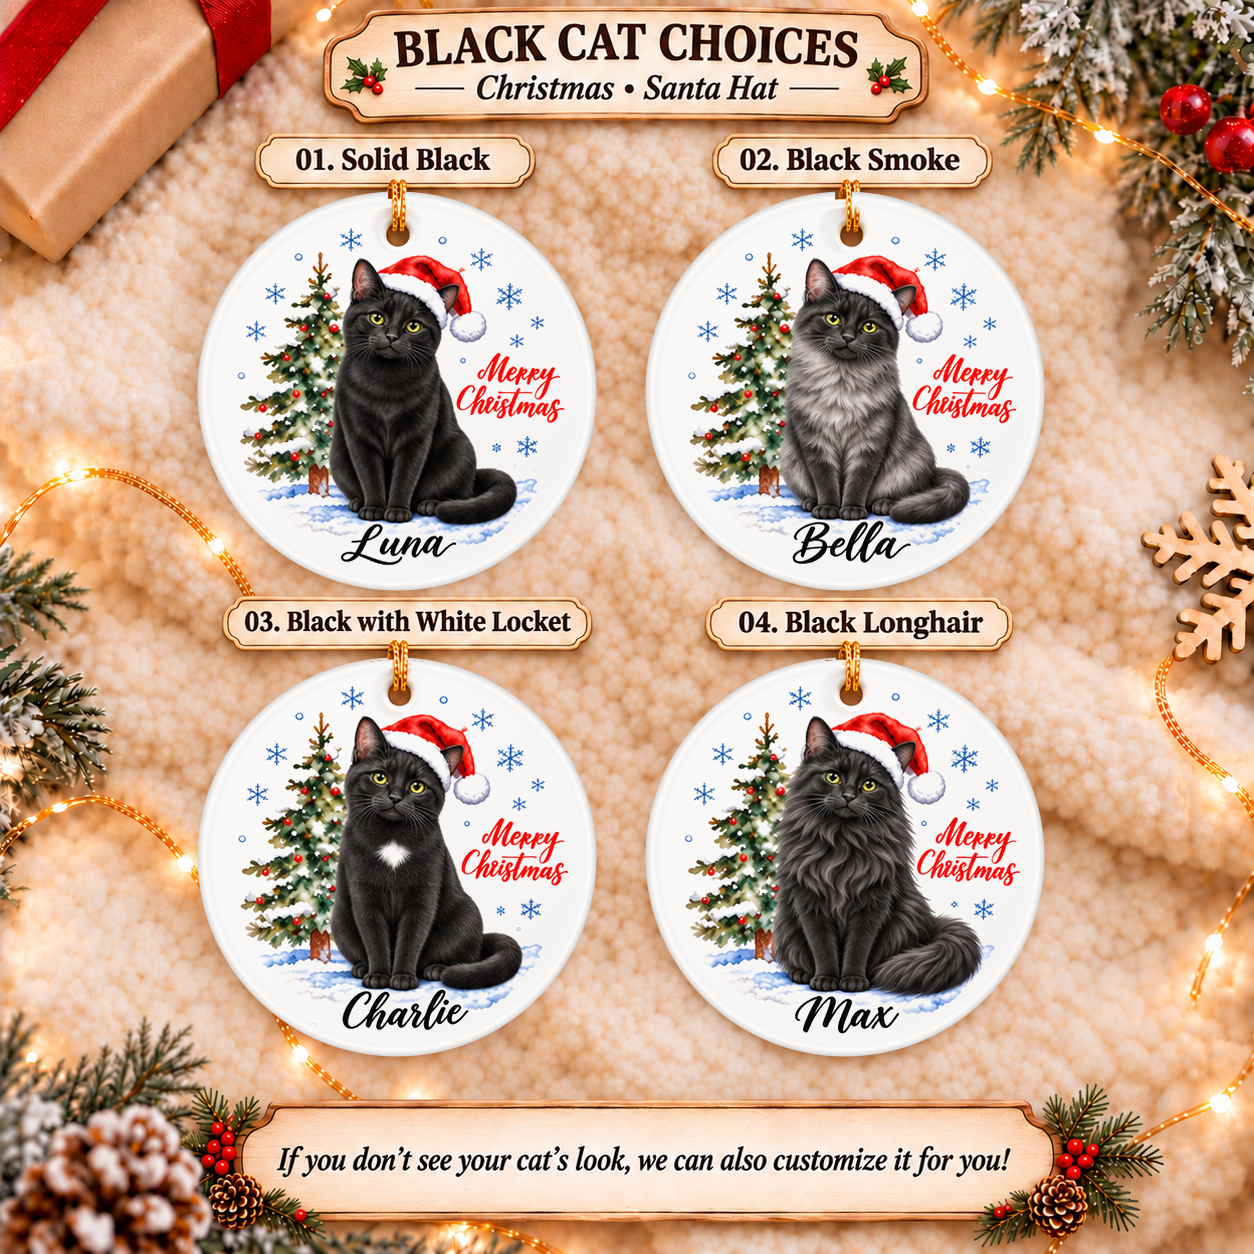 BLACK CAT CHOICES
Christmas • Santa Hat
01. Solid Black
02. Black Smoke
Merry
Christmas
Luna
Merry
Christmas
Bella
03. Black with White Locket
04. Black Longhair
Merry
Christmas
Charlie
Merry
Christmas
Max
If you don't see your cat's look, we can also customize it for you!